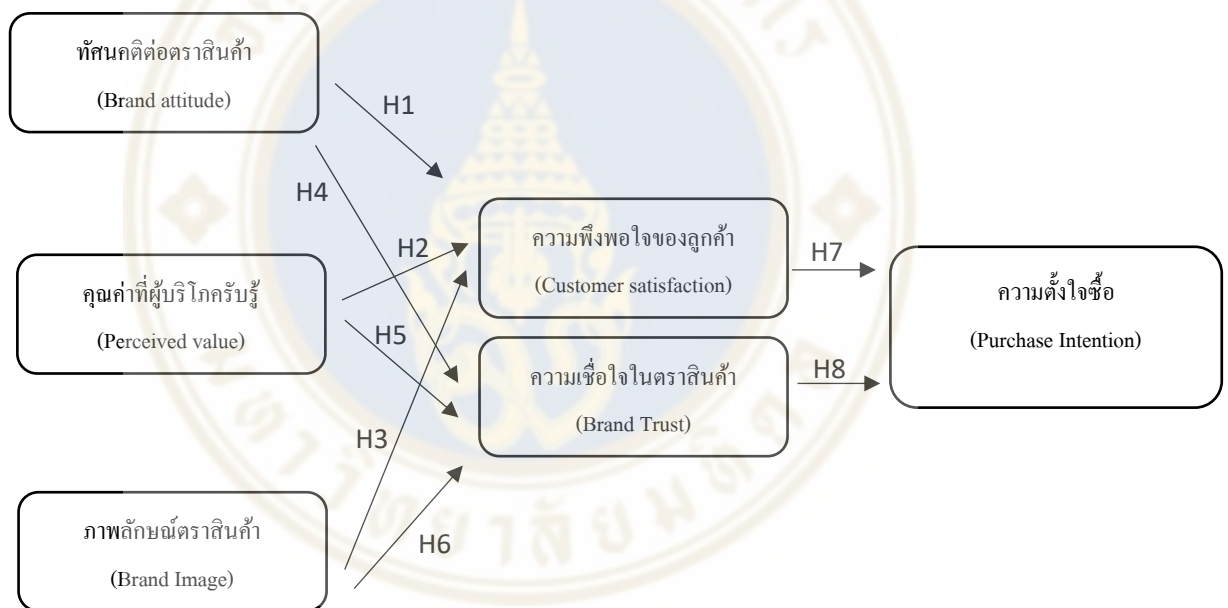 ทัศนคติต่อตราสินค้า
(Brand attitude)
H1
H4
ความพึงพอใจของลูกค้า
(Customer satisfaction)
H2
H7
คุณค่าที่ผู้บริโภครับรู้
(Perceived value)
ความตั้งใจซื้อ
(Purchase Intention)
H5
ความเชื่อใจในตราสินค้า
(Brand Trust)
H8
H3
ภาพลักษณ์ตราสินค้า
(Brand Image)
H6